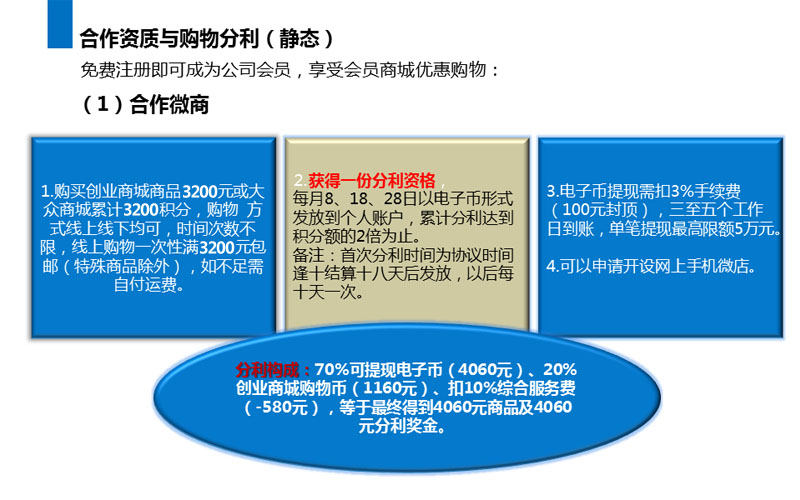 合作资质与购物分利（静态）
免费注册即可成为公司会员，享受会员商城优惠购物：
（1）合作微商
1.购买创业商城商品3200元或大
众商城累计3200积分，购物 方
式线上线下均可，时间次数不
限，线上购物一次性满3200元包
邮（特殊商品除外），如不足需
自付运费。
2.获得一份分利资格，
每月8、18、28日以电子币形式
发放到个人账户，累计分利达到
积分额的2倍为止。
备注：首次分利时间为协议时间
逢十结算十八天后发放，以后每
十天一次。
3.电子币提现需扣3%手续费
（100元封顶），三至五个工作
日到账，单笔提现最高限额5万元。
4.可以申请开设网上手机微店。
分利构成：70%可提现电子币（4060元）、20%
创业商城购物币（1160元）、扣10%综合服务费
（-580元），等于最终得到4060元商品及4060
元分利奖金。